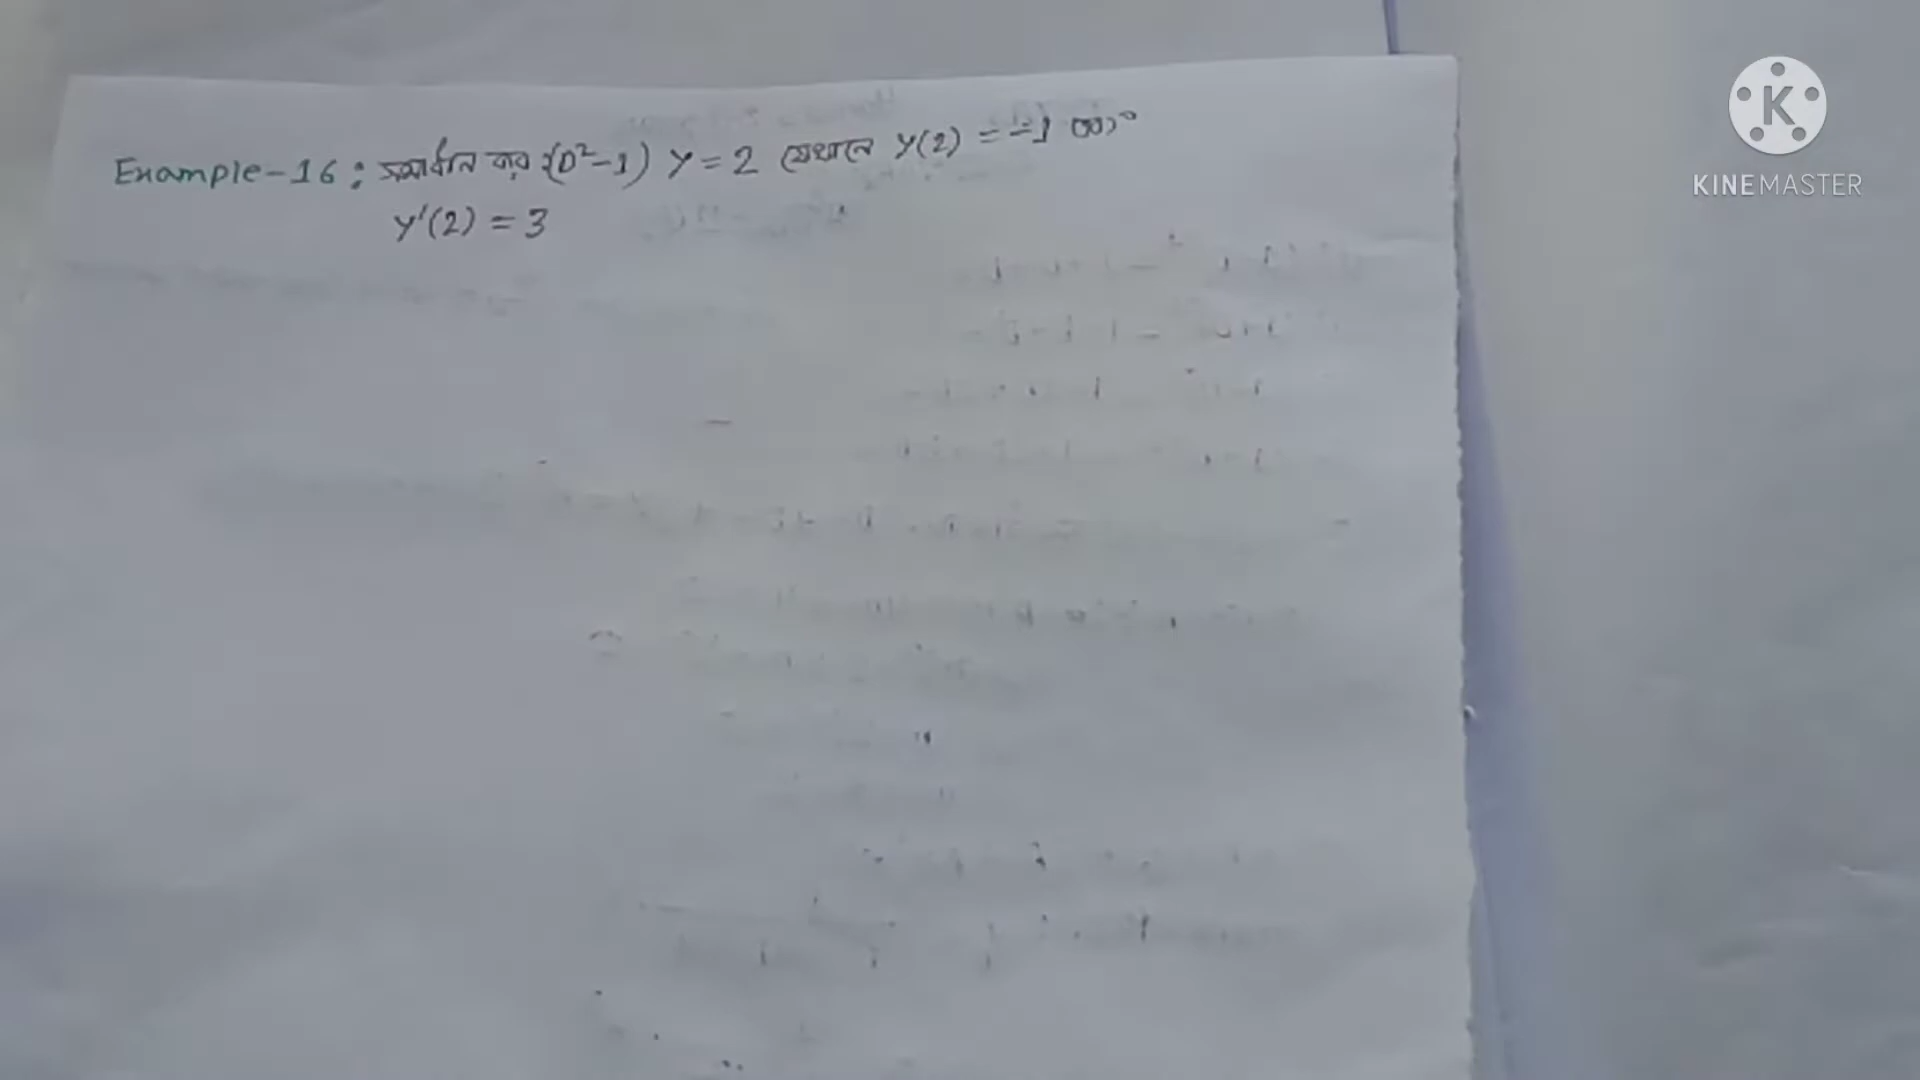 Example-16: সমাধান কর: (D²-1) y = 2 যেখানে y(2) = -1 এবং
y'(2) = 3
KINEMASTER